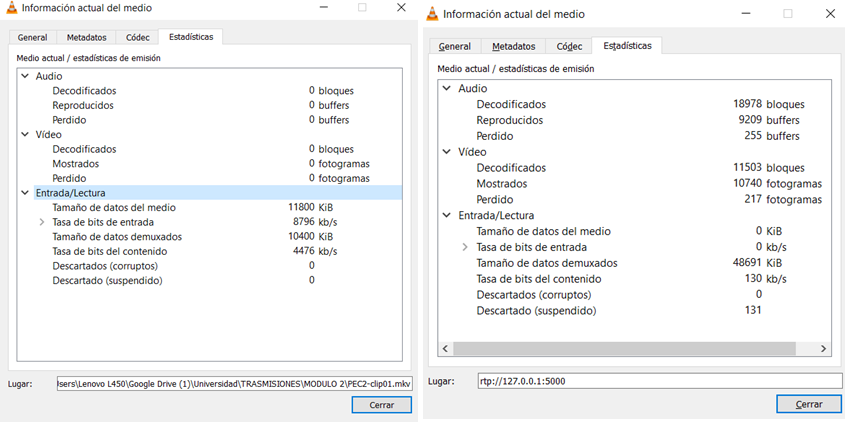 Información actual del medio
General Metadatos Códec Estadísticas
Medio actual / estadísticas de emisión
Audio
Decodificados 0 bloques
Reproducidos 0 buffers
Perdido 0 buffers
Vídeo
Decodificados 0 bloques
Mostrados 0 fotogramas
Perdido 0 fotogramas
Entrada/Lectura
Tamaño de datos del medio 11800 KiB
Tasa de bits de entrada 8796 kb/s
Tamaño de datos demuxados 10400 KiB
Tasa de bits del contenido 4476 kb/s
Descartados (corruptos) 0
Descartado (suspendido) 0
Lugar: Jsers\Lenovo L450\Google Drive (1)\Universidad\TRASMISIONES\MODULO 2\PEC2-clip01.mkv
Cerrar
Información actual del medio
General Metadatos Códec Estadísticas
Medio actual / estadísticas de emisión
Audio
Decodificados 18978 bloques
Reproducidos 9209 buffers
Perdido 255 buffers
Vídeo
Decodificados 11503 bloques
Mostrados 10740 fotogramas
Perdido 217 fotogramas
Entrada/Lectura
Tamaño de datos del medio 0 KiB
Tasa de bits de entrada 0 kb/s
Tamaño de datos demuxados 48691 KiB
Tasa de bits del contenido 130 kb/s
Descartados (corruptos) 0
Descartado (suspendido) 131
Lugar: rtp://127.0.0.1:5000
Cerrar